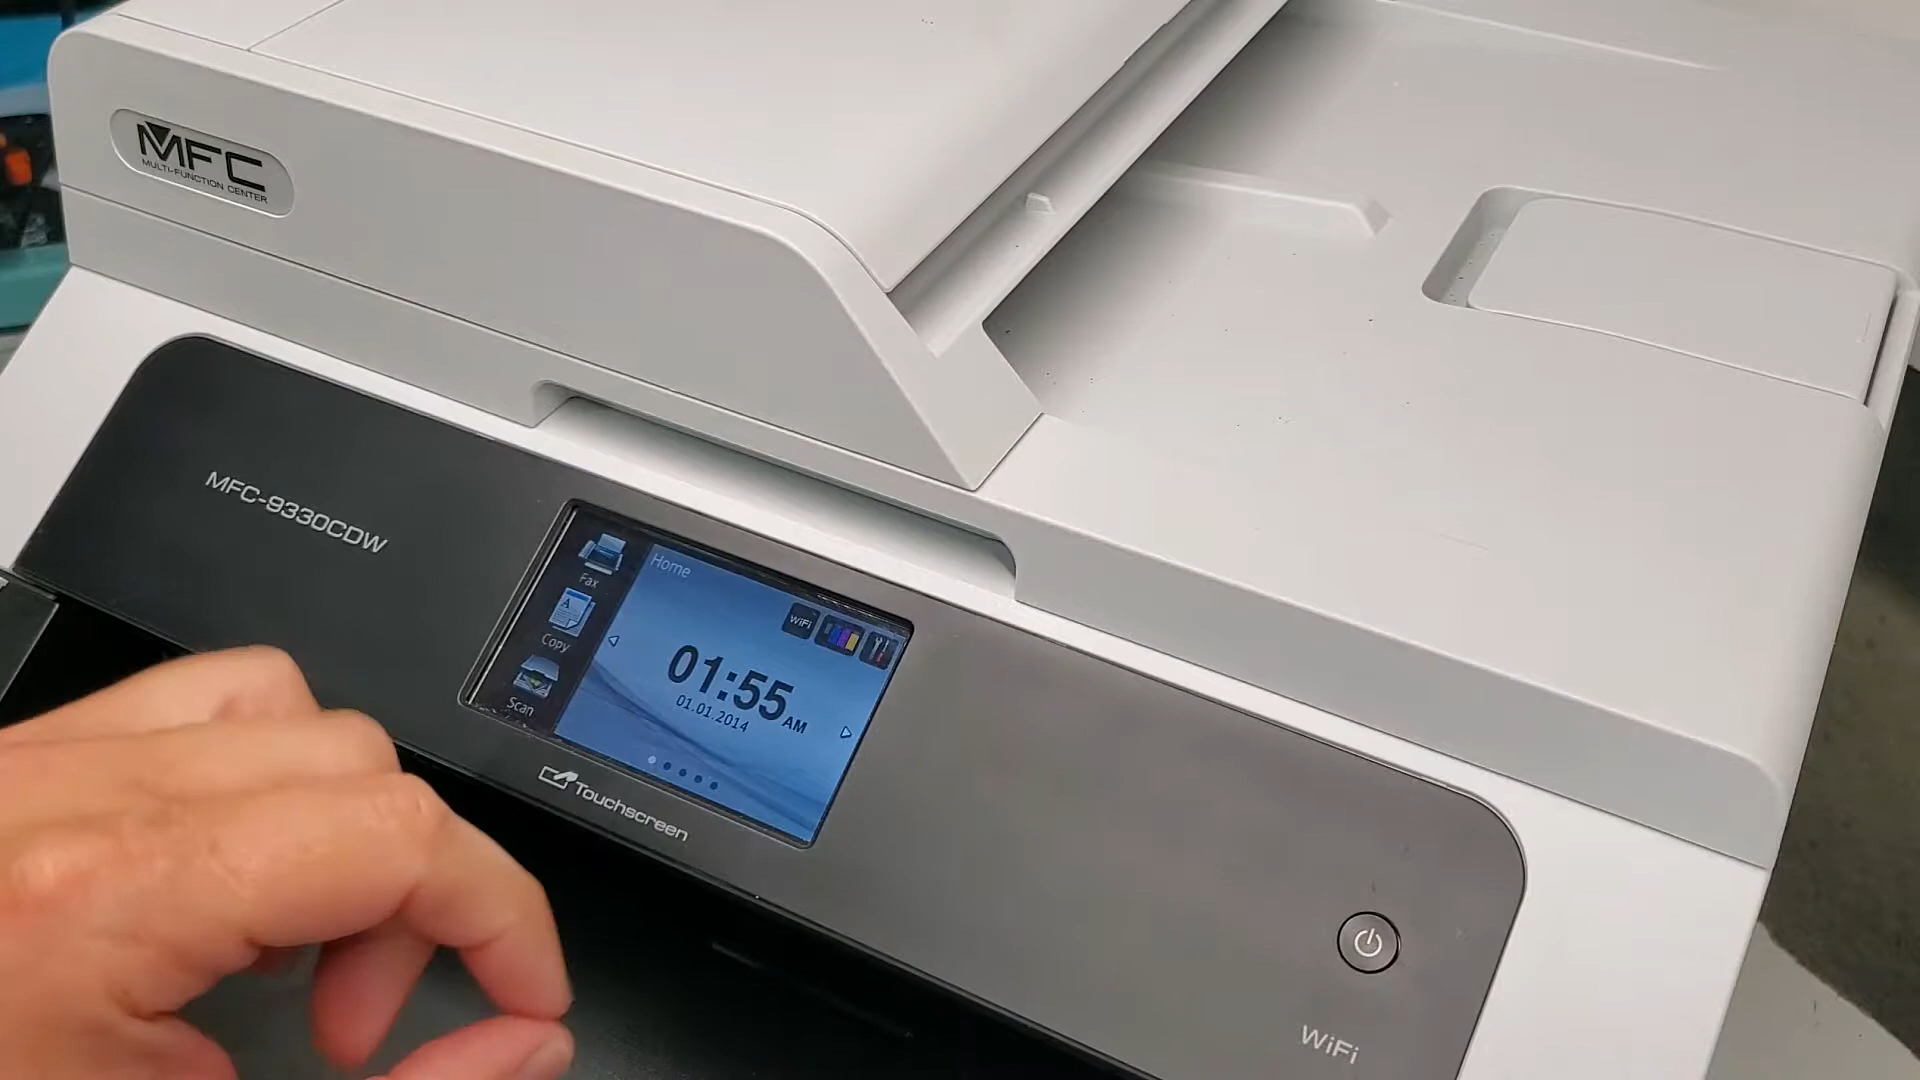 MFC
MULTI-FUNCTION CENTER
MFC-9330CDW
Fax
Home
WiFi
Copy
01:55 AM
01.01.2014
Scan
Touchscreen
WiFi